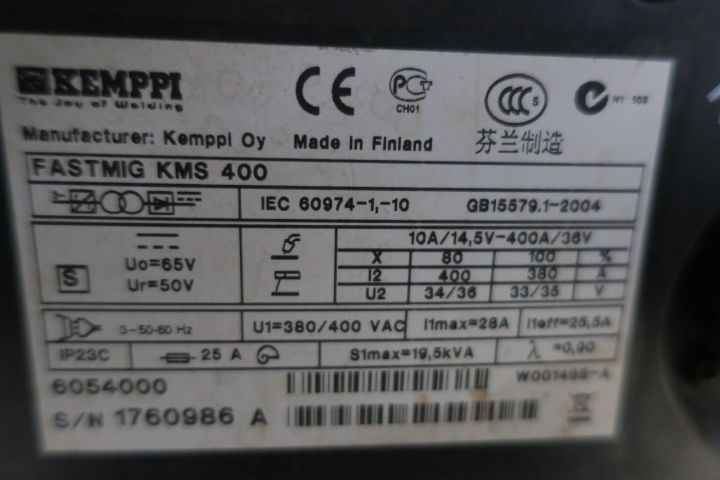 KEMPPI
The Joy of Welding
CE
PCT
CH01
CCC S
Manufacturer: Kemppi Oy Made in Finland
芬兰制造
FASTMIG KMS 400
IEC 60974-1,-10 GB15579.1-2004
S
Uo=65V
Ur=50V
10A/14,5V-400A/36V
X 80 100 %
I2 400 380 A
U2 34/36 33/35 V
3~50-60 Hz
U1=380/400 VAC I1max=28A I1eff=25,5A
IP23C 25 A S1max=19,5kVA λ =0,90
6054000
W001498-A
S/N 1760986 A